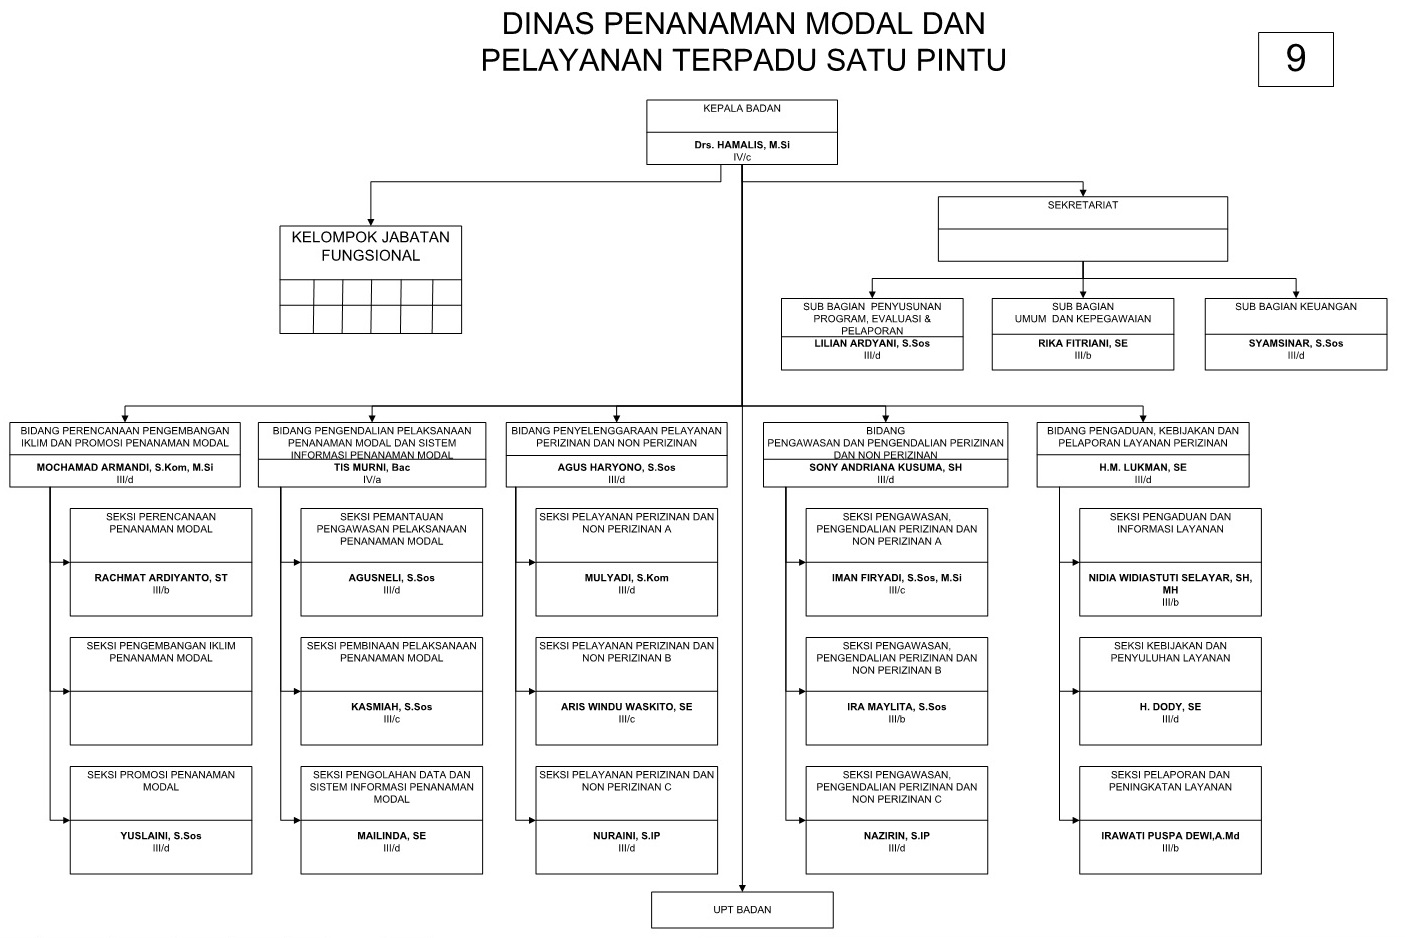 DINAS PENANAMAN MODAL DAN
PELAYANAN TERPADU SATU PINTU
9
KEPALA BADAN
Drs. HAMALIS, M.Si
IV/c
KELOMPOK JABATAN
FUNGSIONAL
SEKRETARIAT
SUB BAGIAN PENYUSUNAN
PROGRAM, EVALUASI &
PELAPORAN
LILIAN ARDYANI, S.Sos
III/d
SUB BAGIAN
UMUM DAN KEPEGAWAIAN
RIKA FITRIANI, SE
III/b
SUB BAGIAN KEUANGAN
SYAMSINAR, S.Sos
III/d
BIDANG PERENCANAAN PENGEMBANGAN
IKLIM DAN PROMOSI PENANAMAN MODAL
MOCHAMAD ARMANDI, S.Kom, M.Si
III/d
SEKSI PERENCANAAN
PENANAMAN MODAL
RACHMAT ARDIYANTO, ST
III/b
SEKSI PENGEMBANGAN IKLIM
PENANAMAN MODAL
SEKSI PROMOSI PENANAMAN
MODAL
YUSLAINI, S.Sos
III/d
BIDANG PENGENDALIAN PELAKSANAAN
PENANAMAN MODAL DAN SISTEM
INFORMASI PENANAMAN MODAL
TIS MURNI, Bac
IV/a
SEKSI PEMANTAUAN
PENGAWASAN PELAKSANAAN
PENANAMAN MODAL
AGUSNELI, S.Sos
III/d
SEKSI PEMBINAAN PELAKSANAAN
PENANAMAN MODAL
KASMIAH, S.Sos
III/c
SEKSI PENGOLAHAN DATA DAN
SISTEM INFORMASI PENANAMAN
MODAL
MAILINDA, SE
III/d
BIDANG PENYELENGGARAAN PELAYANAN
PERIZINAN DAN NON PERIZINAN
AGUS HARYONO, S.Sos
III/d
SEKSI PELAYANAN PERIZINAN DAN
NON PERIZINAN A
MULYADI, S.Kom
III/d
SEKSI PELAYANAN PERIZINAN DAN
NON PERIZINAN B
ARIS WINDU WASKITO, SE
III/c
SEKSI PELAYANAN PERIZINAN DAN
NON PERIZINAN C
NURAINI, S.IP
III/d
BIDANG
PENGAWASAN DAN PENGENDALIAN PERIZINAN
DAN NON PERIZINAN
SONY ANDRIANA KUSUMA, SH
III/d
SEKSI PENGAWASAN,
PENGENDALIAN PERIZINAN DAN
NON PERIZINAN A
IMAN FIRYADI, S.Sos, M.Si
III/c
SEKSI PENGAWASAN,
PENGENDALIAN PERIZINAN DAN
NON PERIZINAN B
IRA MAYLITA, S.Sos
III/b
SEKSI PENGAWASAN,
PENGENDALIAN PERIZINAN DAN
NON PERIZINAN C
NAZIRIN, S.IP
III/d
BIDANG PENGADUAN, KEBIJAKAN DAN
PELAPORAN LAYANAN PERIZINAN
H.M. LUKMAN, SE
III/d
SEKSI PENGADUAN DAN
INFORMASI LAYANAN
NIDIA WIDIASTUTI SELAYAR, SH,
MH
III/b
SEKSI KEBIJAKAN DAN
PENYULUHAN LAYANAN
H. DODY, SE
III/d
SEKSI PELAPORAN DAN
PENINGKATAN LAYANAN
IRAWATI PUSPA DEWI,A.Md
III/b
UPT BADAN